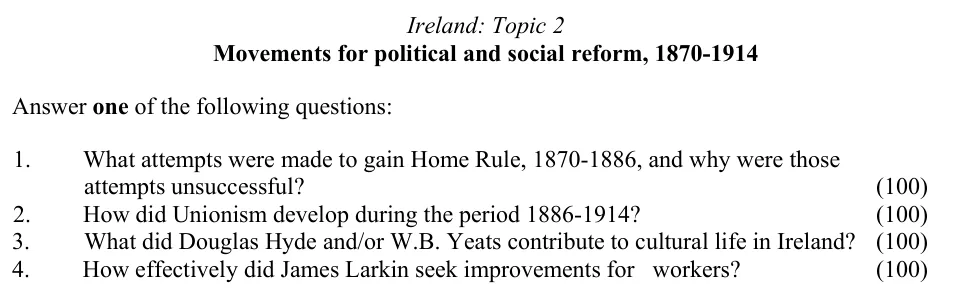 Ireland: Topic 2
Movements for political and social reform, 1870-1914
Answer one of the following questions:
1. What attempts were made to gain Home Rule, 1870-1886, and why were those
attempts unsuccessful? (100)
2. How did Unionism develop during the period 1886-1914? (100)
3. What did Douglas Hyde and/or W.B. Yeats contribute to cultural life in Ireland? (100)
4. How effectively did James Larkin seek improvements for workers? (100)